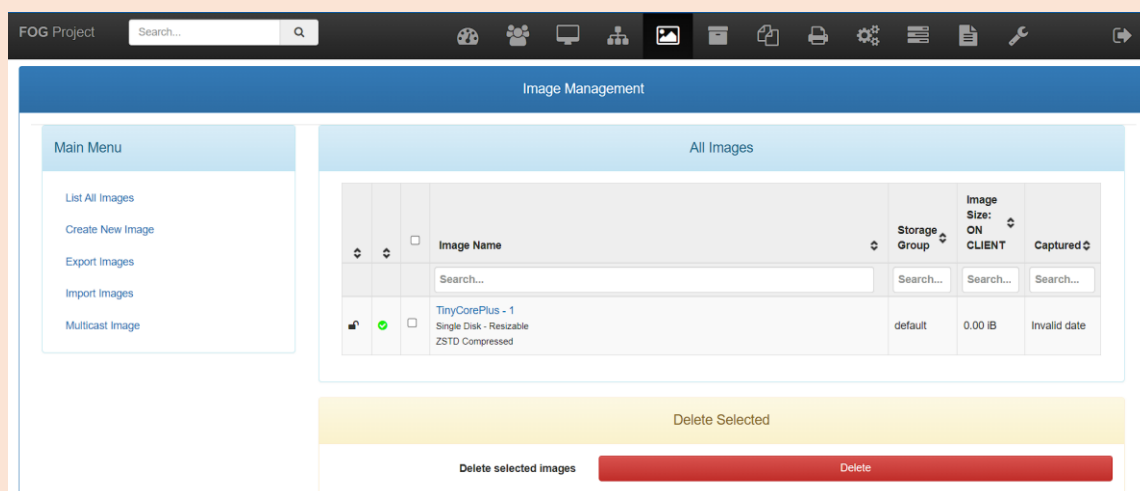 FOG Project
Search...
Image Management
Main Menu
List All Images
Create New Image
Export Images
Import Images
Multicast Image
All Images
Image Name
Storage
Group
Image
Size:
ON
CLIENT
Captured
Search...
Search...
Search...
Search...
TinyCorePlus - 1
Single Disk - Resizable
ZSTD Compressed
default
0.00 iB
Invalid date
Delete Selected
Delete selected images
Delete